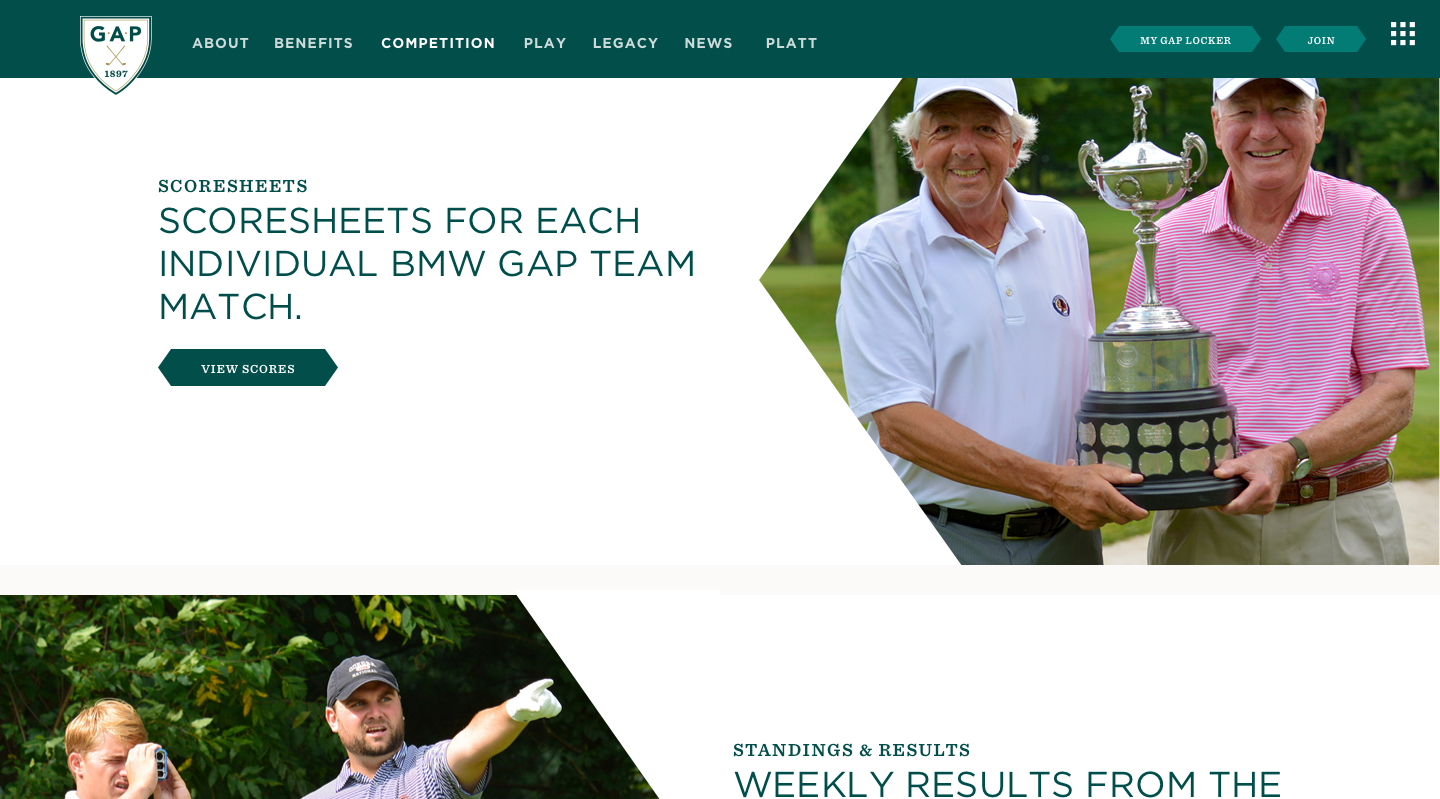 G·A·P
1897
ABOUT BENEFITS COMPETITION PLAY LEGACY NEWS PLATT
MY GAP LOCKER JOIN
SCORESHEETS
SCORESHEETS FOR EACH
INDIVIDUAL BMW GAP TEAM
MATCH.
VIEW SCORES
NATIONAL
STANDINGS & RESULTS
WEEKLY RESULTS FROM THE